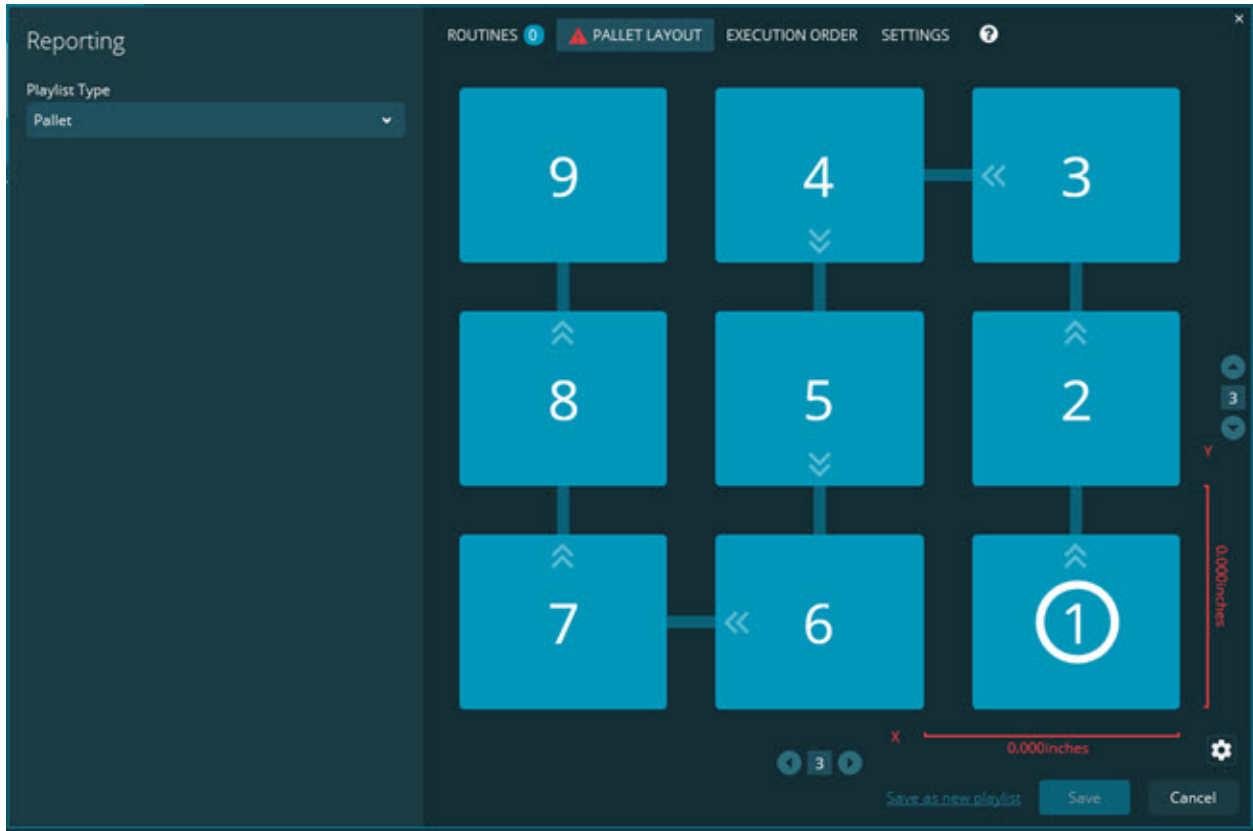 Reporting
Playlist Type
Pallet
ROUTINES 0 PALLET LAYOUT EXECUTION ORDER SETTINGS ?
9 4 3
8 5 2
3
Y
7 6 1
0.000inches
X
0.000inches
3
Save as new playlist Save Cancel